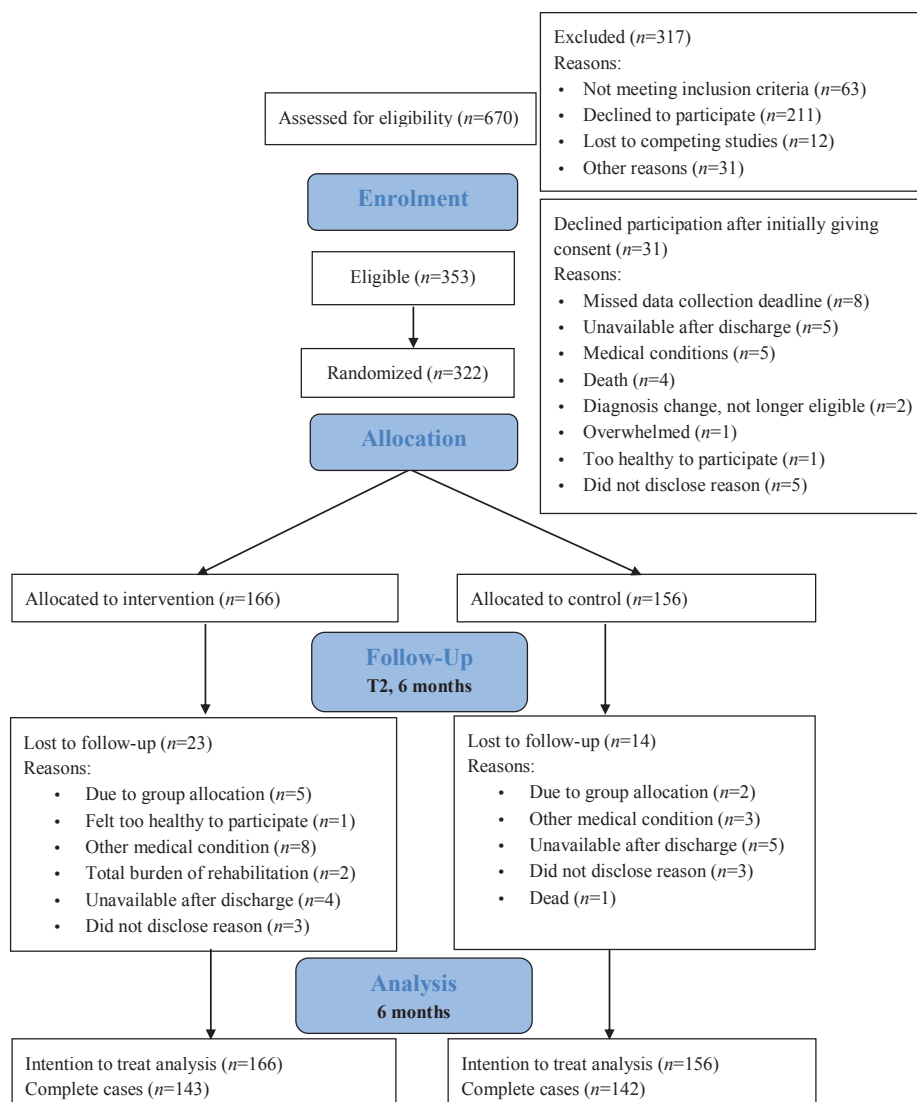 Assessed for eligibility (n=670)
Excluded (n=317)
Reasons:
• Not meeting inclusion criteria (n=63)
• Declined to participate (n=211)
• Lost to competing studies (n=12)
• Other reasons (n=31)
Enrolment
Eligible (n=353)
Declined participation after initially giving
consent (n=31)
Reasons:
• Missed data collection deadline (n=8)
• Unavailable after discharge (n=5)
• Medical conditions (n=5)
• Death (n=4)
• Diagnosis change, not longer eligible (n=2)
• Overwhelmed (n=1)
• Too healthy to participate (n=1)
• Did not disclose reason (n=5)
Randomized (n=322)
Allocation
Allocated to intervention (n=166)
Allocated to control (n=156)
Follow-Up
T2, 6 months
Lost to follow-up (n=23)
Reasons:
• Due to group allocation (n=5)
• Felt too healthy to participate (n=1)
• Other medical condition (n=8)
• Total burden of rehabilitation (n=2)
• Unavailable after discharge (n=4)
• Did not disclose reason (n=3)
Lost to follow-up (n=14)
Reasons:
• Due to group allocation (n=2)
• Other medical condition (n=3)
• Unavailable after discharge (n=5)
• Did not disclose reason (n=3)
• Dead (n=1)
Analysis
6 months
Intention to treat analysis (n=166)
Complete cases (n=143)
Intention to treat analysis (n=156)
Complete cases (n=142)